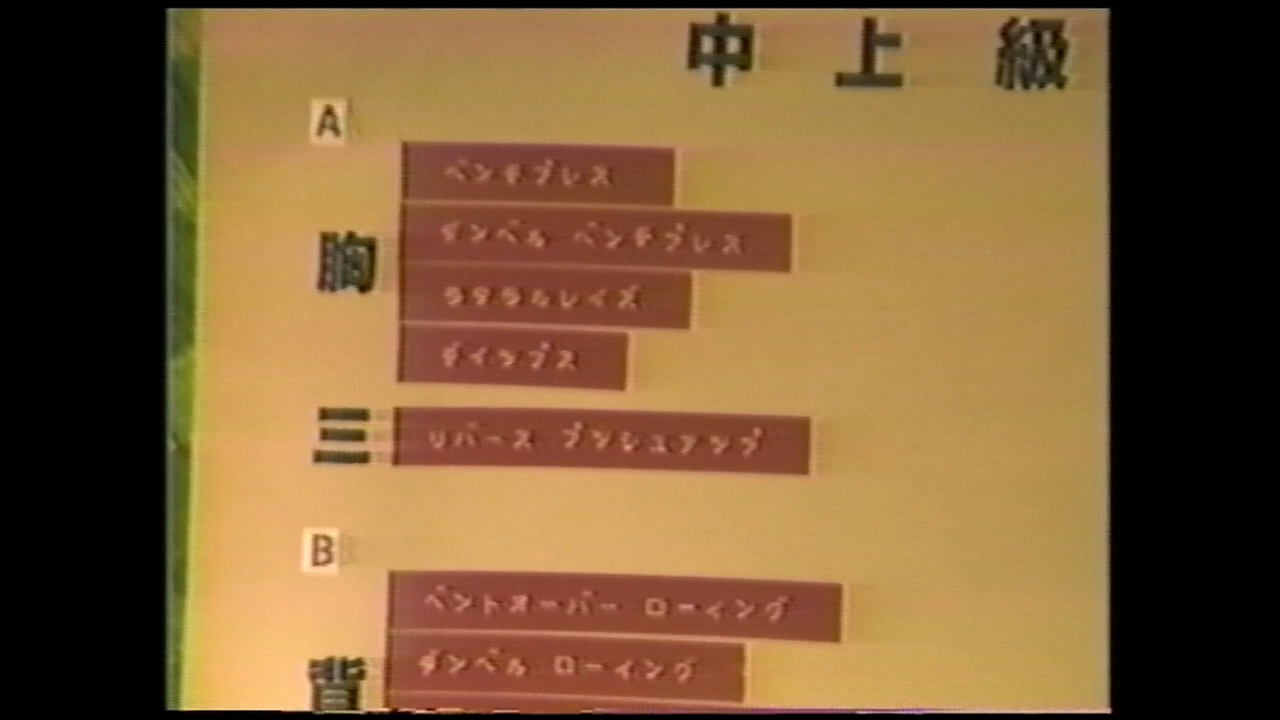 中上級
A
胸
ベンチプレス
ダンベル ベンチプレス
ラタラルレイズ
ディップス
三
リバース プッシュアップ
B
背
ベントオーバー ローイング
ダンベル ローイング